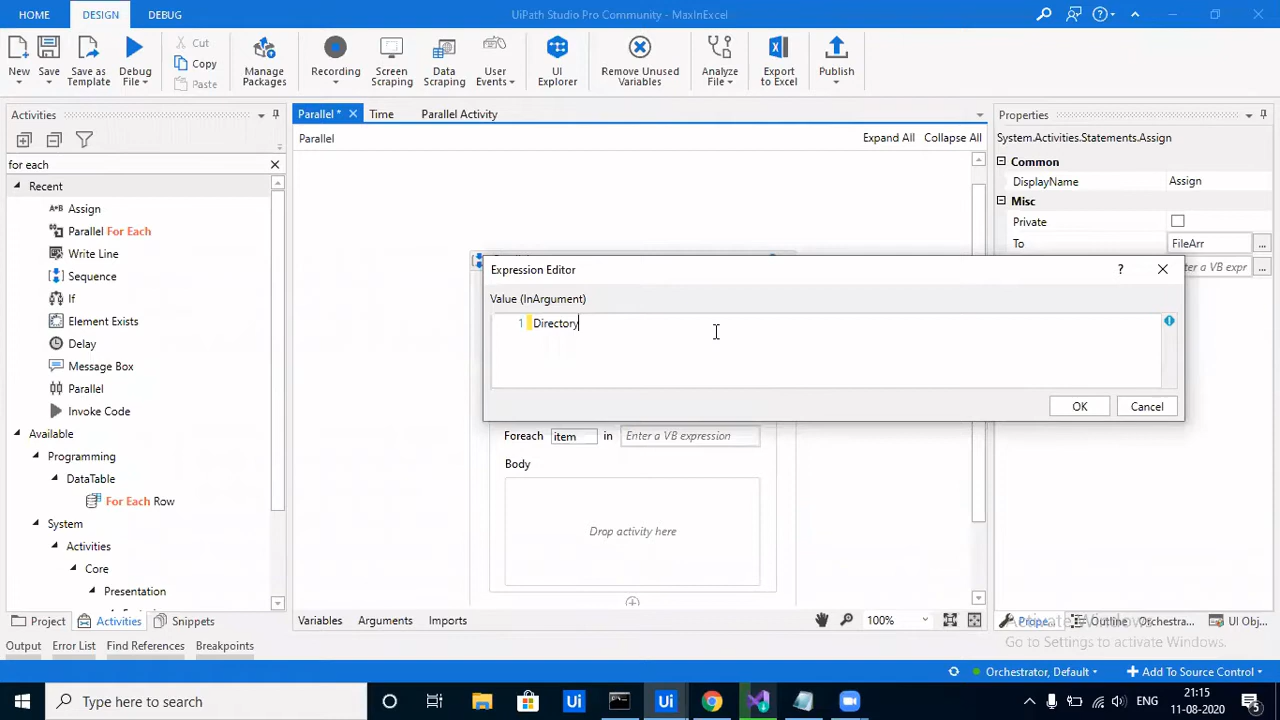 HOME
DESIGN
DEBUG
UiPath Studio Pro Community - MaxInExcel
New
Save
Save as Template
Debug File
Cut
Copy
Paste
Manage Packages
Recording
Screen Scraping
Data Scraping
User Events
UI Explorer
Remove Unused Variables
Analyze File
Export to Excel
Publish
Activities
for each
Recent
Assign
Parallel For Each
Write Line
Sequence
If
Element Exists
Delay
Message Box
Parallel
Invoke Code
Available
Programming
DataTable
For Each Row
System
Activities
Core
Presentation
Project
Activities
Snippets
Parallel *
Time
Parallel Activity
Parallel
Expand All
Collapse All
Expression Editor
Value (InArgument)
1 Directory
OK
Cancel
Foreach item in Enter a VB expression
Body
Drop activity here
Variables
Arguments
Imports
100%
Properties
System.Activities.Statements.Assign
Common
DisplayName Assign
Misc
Private
To FileArr ...
ter a VB expr ...
Activate Windows
Go to Settings to activate Windows.
Prope...
Outline
Orchestra...
UI Obj...
Output
Error List
Find References
Breakpoints
Orchestrator, Default
Add To Source Control
Type here to search
ENG
21:15
11-08-2020
5